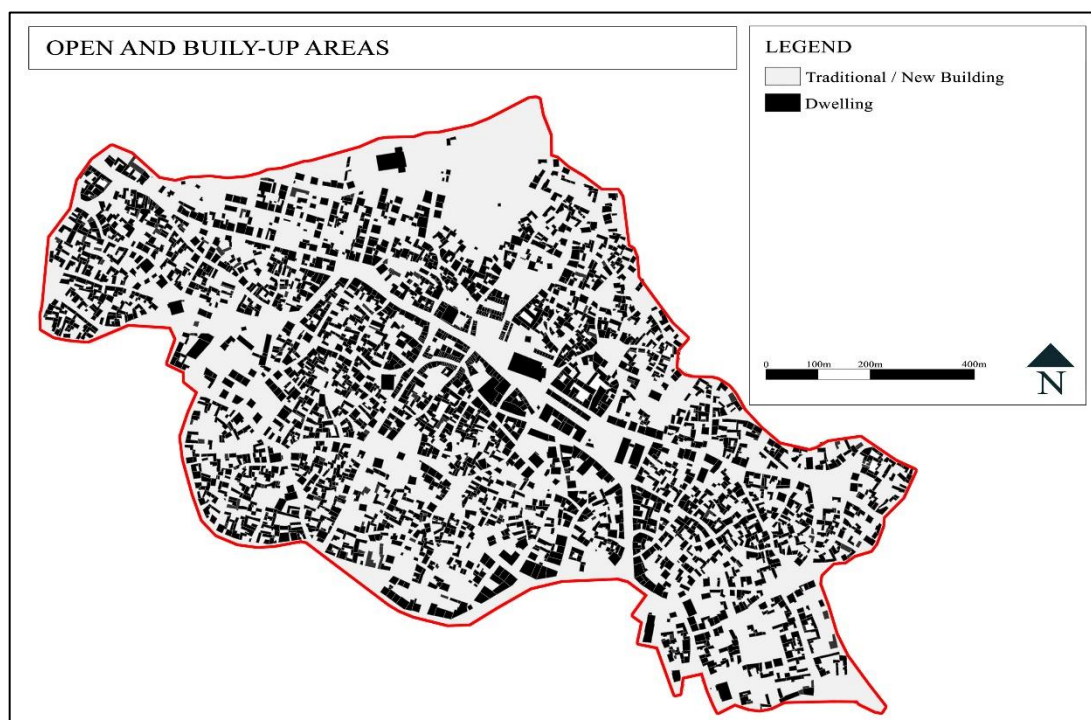 OPEN AND BUILY-UP AREAS
LEGEND
Traditional / New Building
Dwelling
0 100m 200m 400m
N